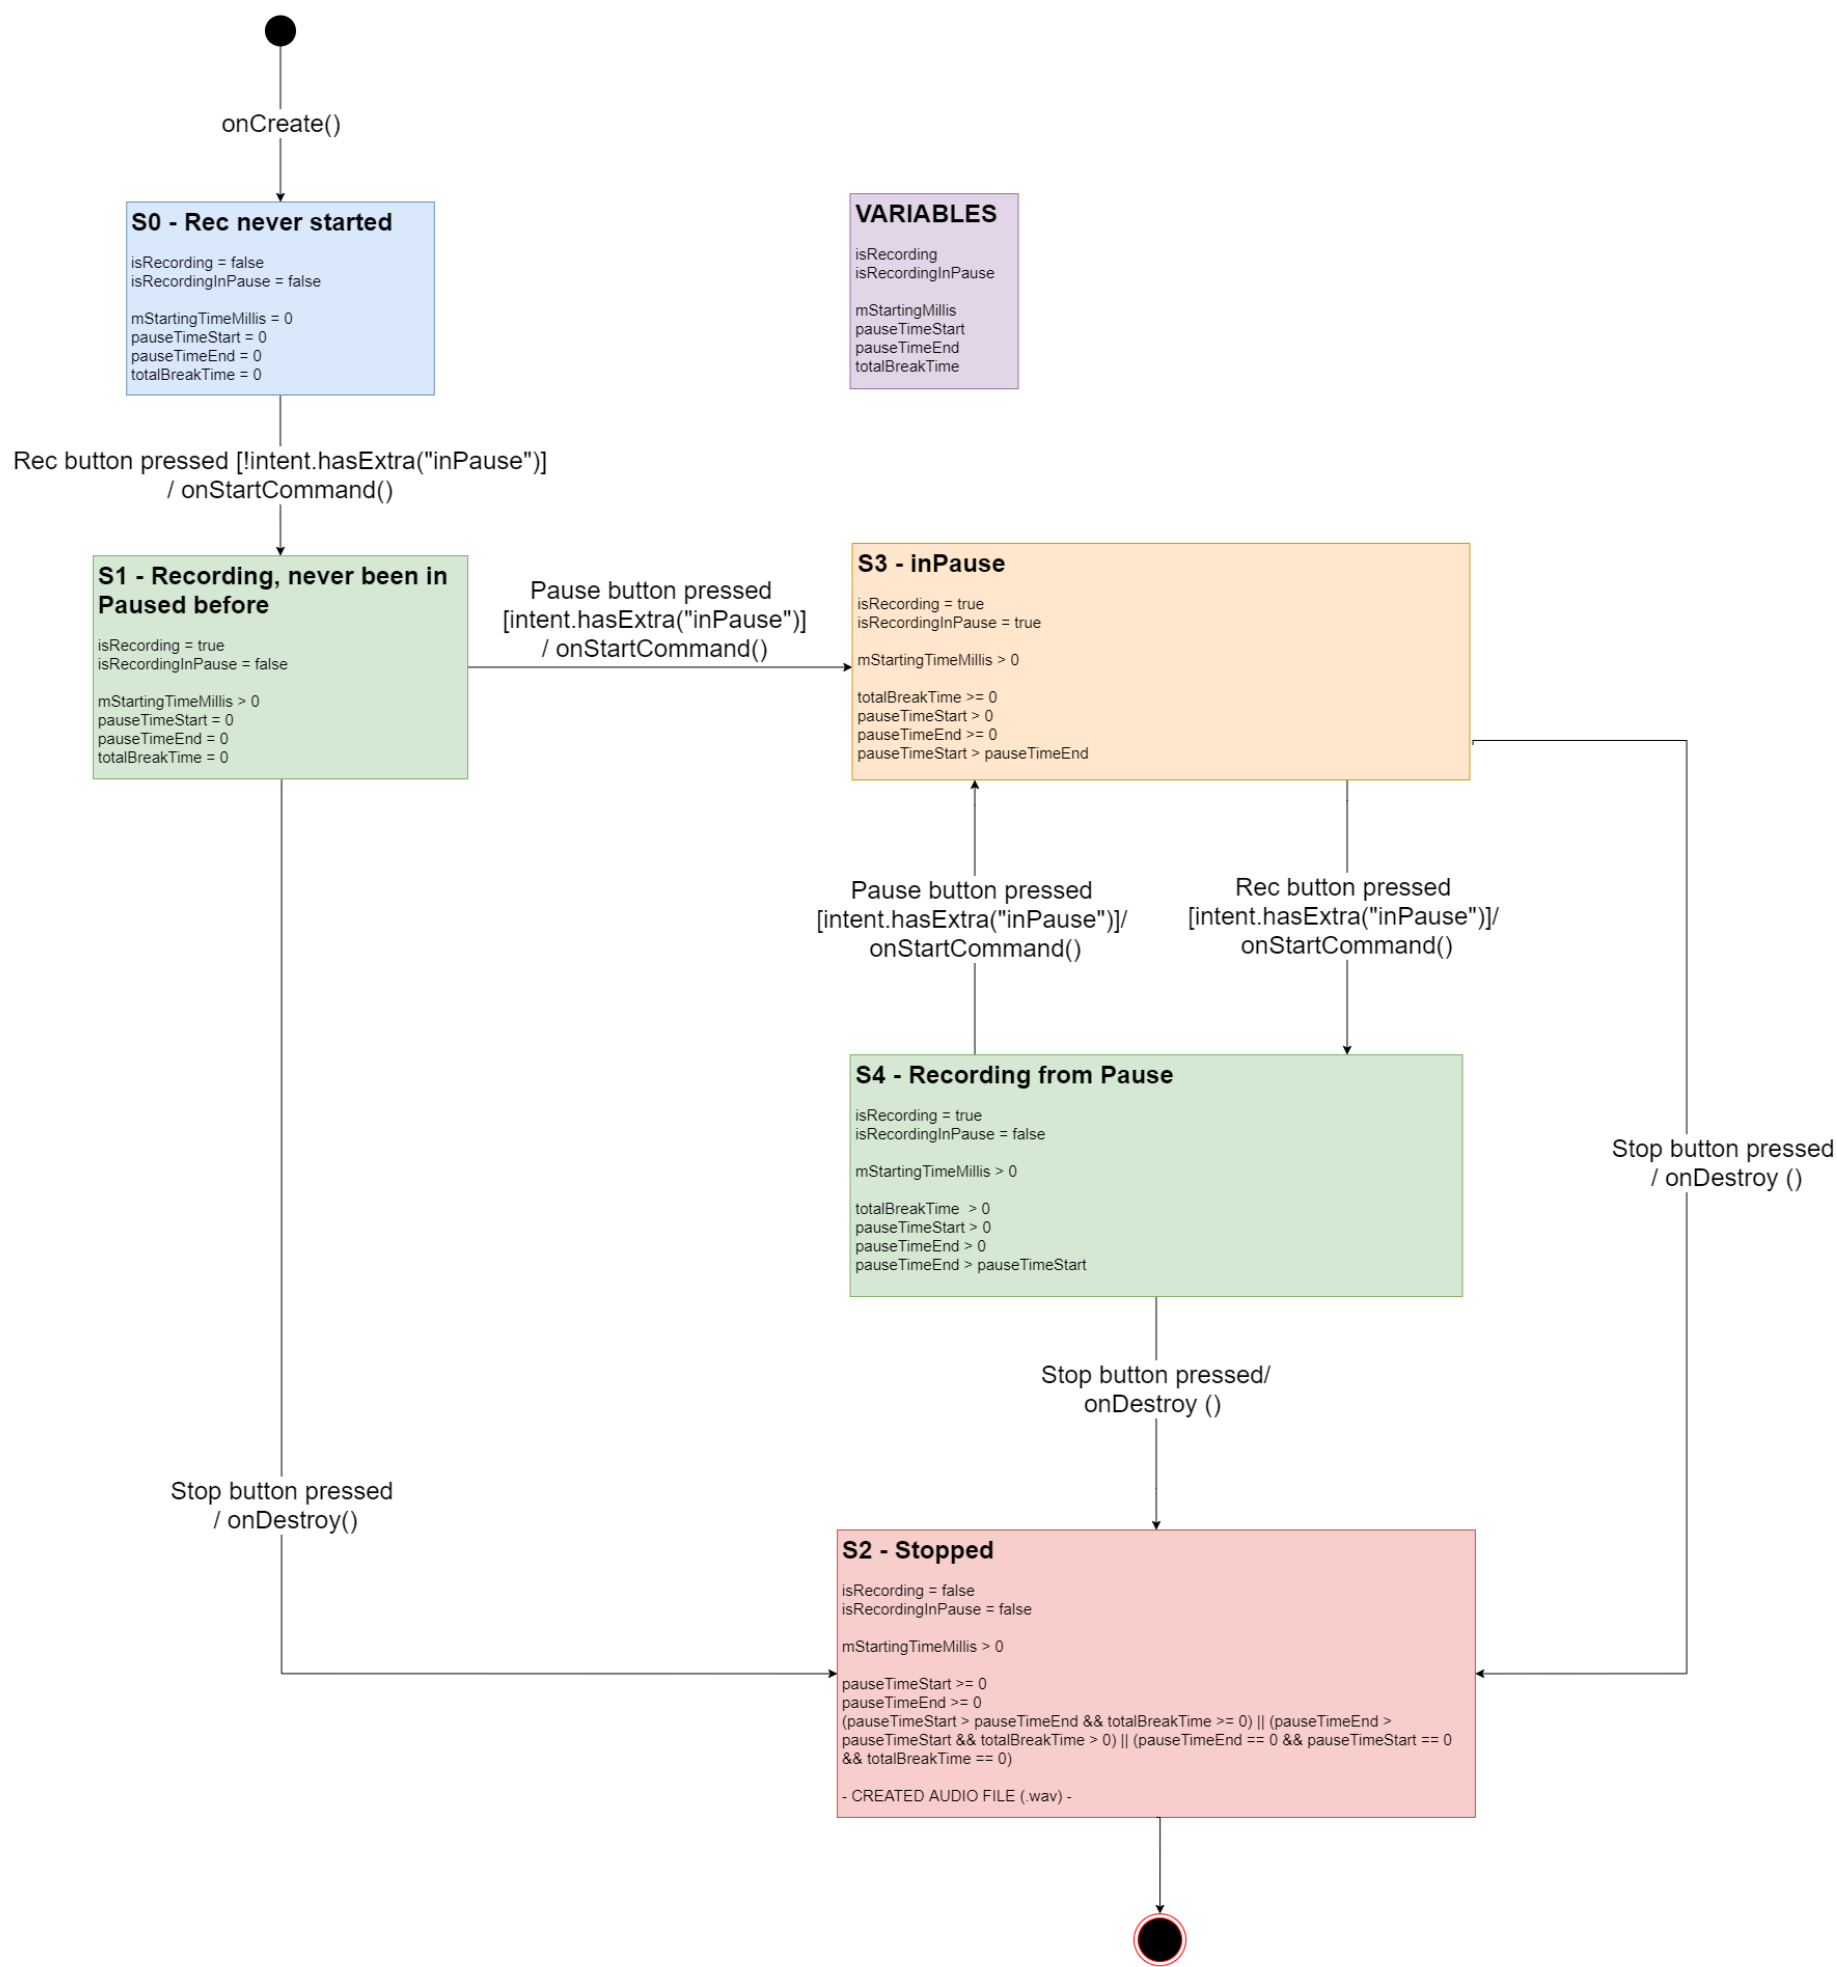 onCreate()
S0 - Rec never started
isRecording = false
isRecordingInPause = false
mStartingTimeMillis = 0
pauseTimeStart = 0
pauseTimeEnd = 0
totalBreakTime = 0
VARIABLES
isRecording
isRecordingInPause
mStartingMillis
pauseTimeStart
pauseTimeEnd
totalBreakTime
Rec button pressed [!intent.hasExtra("inPause")]
/ onStartCommand()
S1 - Recording, never been in
Paused before
isRecording = true
isRecordingInPause = false
mStartingTimeMillis > 0
pauseTimeStart = 0
pauseTimeEnd = 0
totalBreakTime = 0
Pause button pressed
[intent.hasExtra("inPause")]
/ onStartCommand()
S3 - inPause
isRecording = true
isRecordingInPause = true
mStartingTimeMillis > 0
totalBreakTime >= 0
pauseTimeStart > 0
pauseTimeEnd >= 0
pauseTimeStart > pauseTimeEnd
Pause button pressed
[intent.hasExtra("inPause")]/
onStartCommand()
Rec button pressed
[intent.hasExtra("inPause")]/
onStartCommand()
S4 - Recording from Pause
isRecording = true
isRecordingInPause = false
mStartingTimeMillis > 0
totalBreakTime  > 0
pauseTimeStart > 0
pauseTimeEnd > 0
pauseTimeEnd > pauseTimeStart
Stop button pressed
/ onDestroy ()
Stop button pressed/
onDestroy ()
Stop button pressed
/ onDestroy()
S2 - Stopped
isRecording = false
isRecordingInPause = false
mStartingTimeMillis > 0
pauseTimeStart >= 0
pauseTimeEnd >= 0
(pauseTimeStart > pauseTimeEnd && totalBreakTime >= 0) || (pauseTimeEnd >
pauseTimeStart && totalBreakTime > 0) || (pauseTimeEnd == 0 && pauseTimeStart == 0
&& totalBreakTime == 0)
- CREATED AUDIO FILE (.wav) -